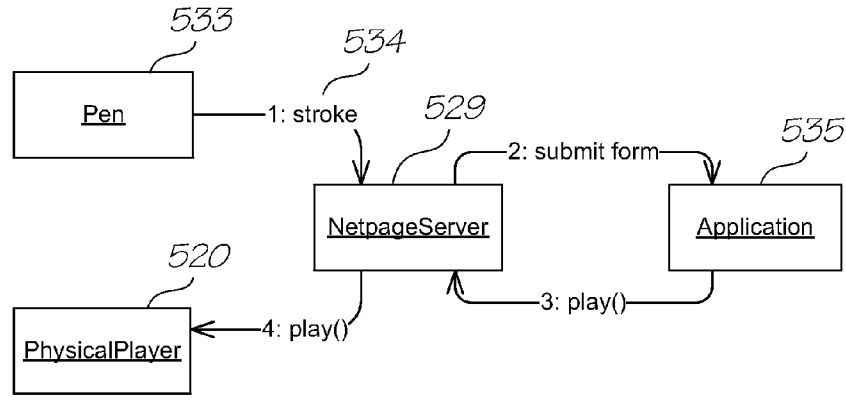 533
534
Pen
1: stroke
529
535
2: submit form
NetpageServer
Application
520
3: play()
4: play()
PhysicalPlayer